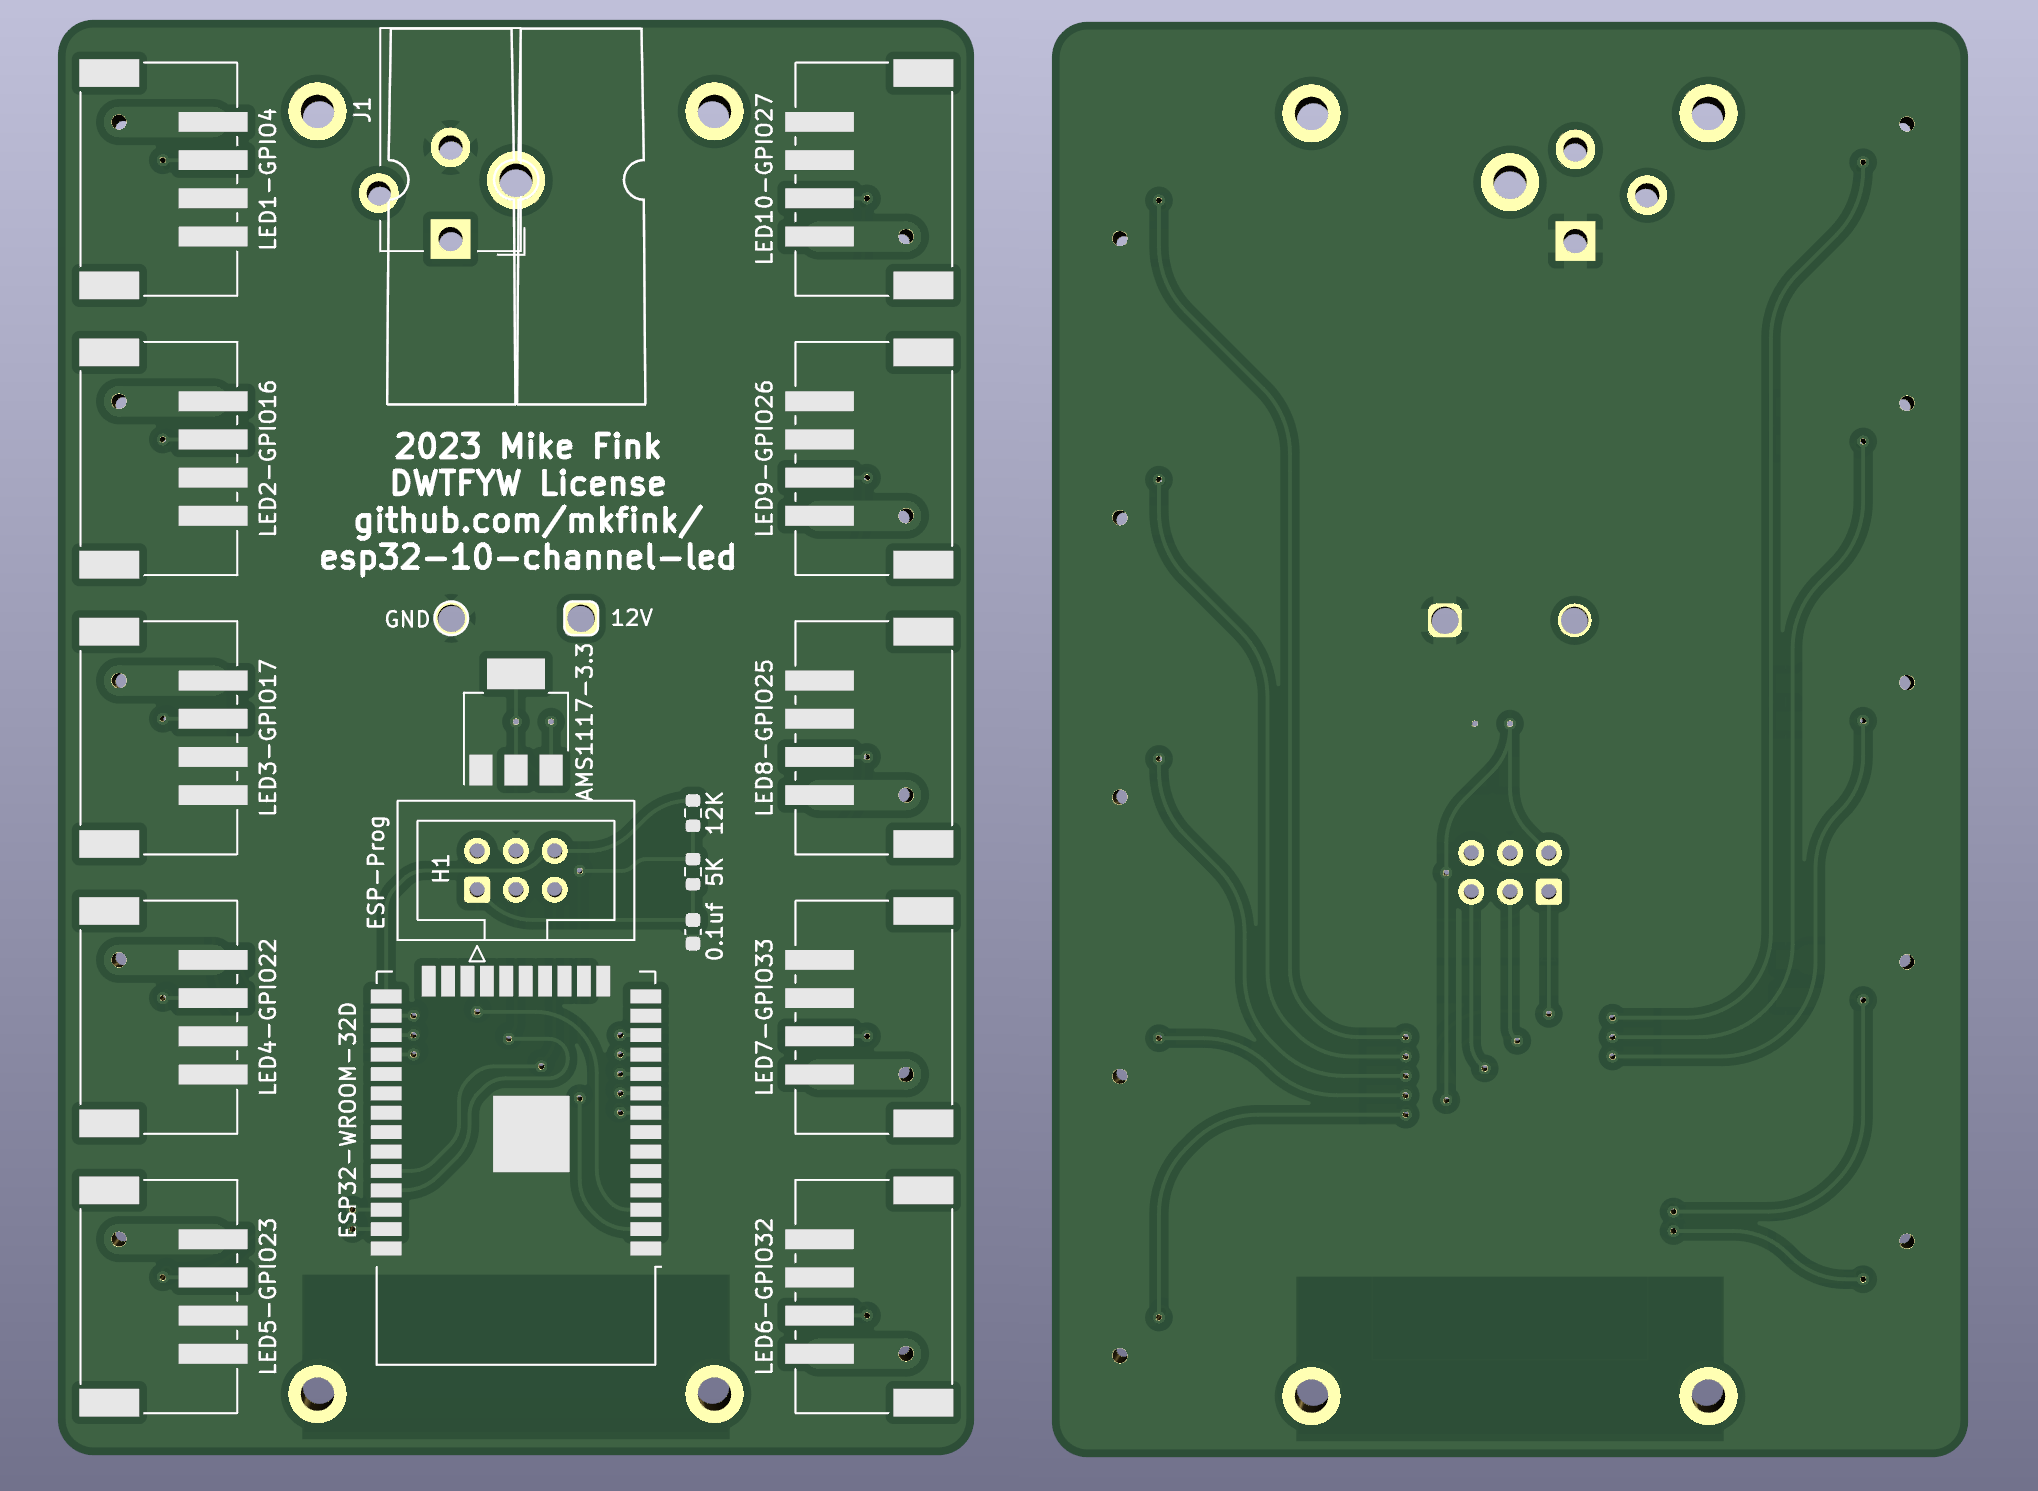 J1
LED1-GPIO4
LED10-GPIO27
LED2-GPIO16
LED9-GPIO26
2023 Mike Fink
DWTFYW License
github.com/mkfink/
esp32-10-channel-led
GND
12V
LED3-GPIO17
AMS1117-3.3
LED8-GPIO25
ESP-Prog
H1
12K
5K
0.1uf
LED4-GPIO22
ESP32-WROOM-32D
LED7-GPIO33
LED5-GPIO23
LED6-GPIO32